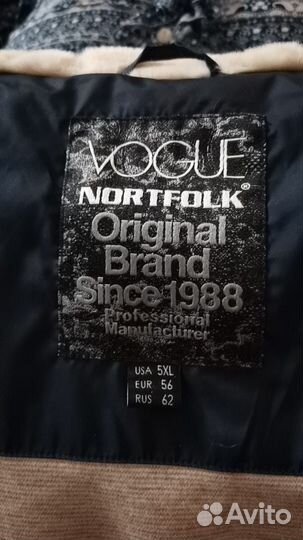 VOGUE
NORTFOLK®
Original
Brand
Since 1988
Professional
Manufacturer
USA 5XL
EUR 56
RUS 62
Avito